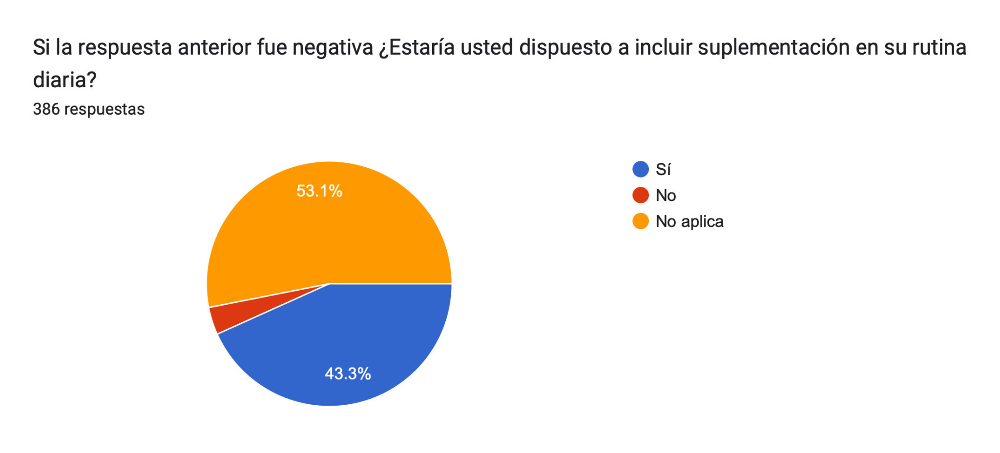 Si la respuesta anterior fue negativa ¿Estaría usted dispuesto a incluir suplementación en su rutina
diaria?
386 respuestas
53.1%
43.3%
Sí
No
No aplica